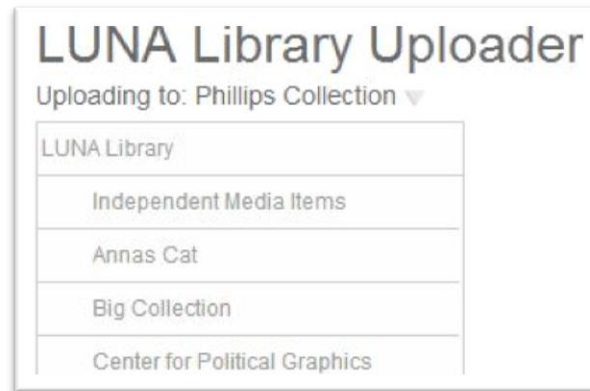 LUNA Library Uploader
Uploading to: Phillips Collection
LUNA Library
Independent Media Items
Annas Cat
Big Collection
Center for Political Graphics